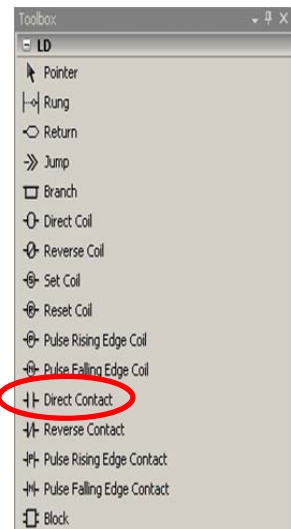 Toolbox
LD
Pointer
Rung
Return
Jump
Branch
Direct Coil
Reverse Coil
Set Coil
Reset Coil
Pulse Rising Edge Coil
Pulse Falling Edge Coil
Direct Contact
Reverse Contact
Pulse Rising Edge Contact
Pulse Falling Edge Contact
Block